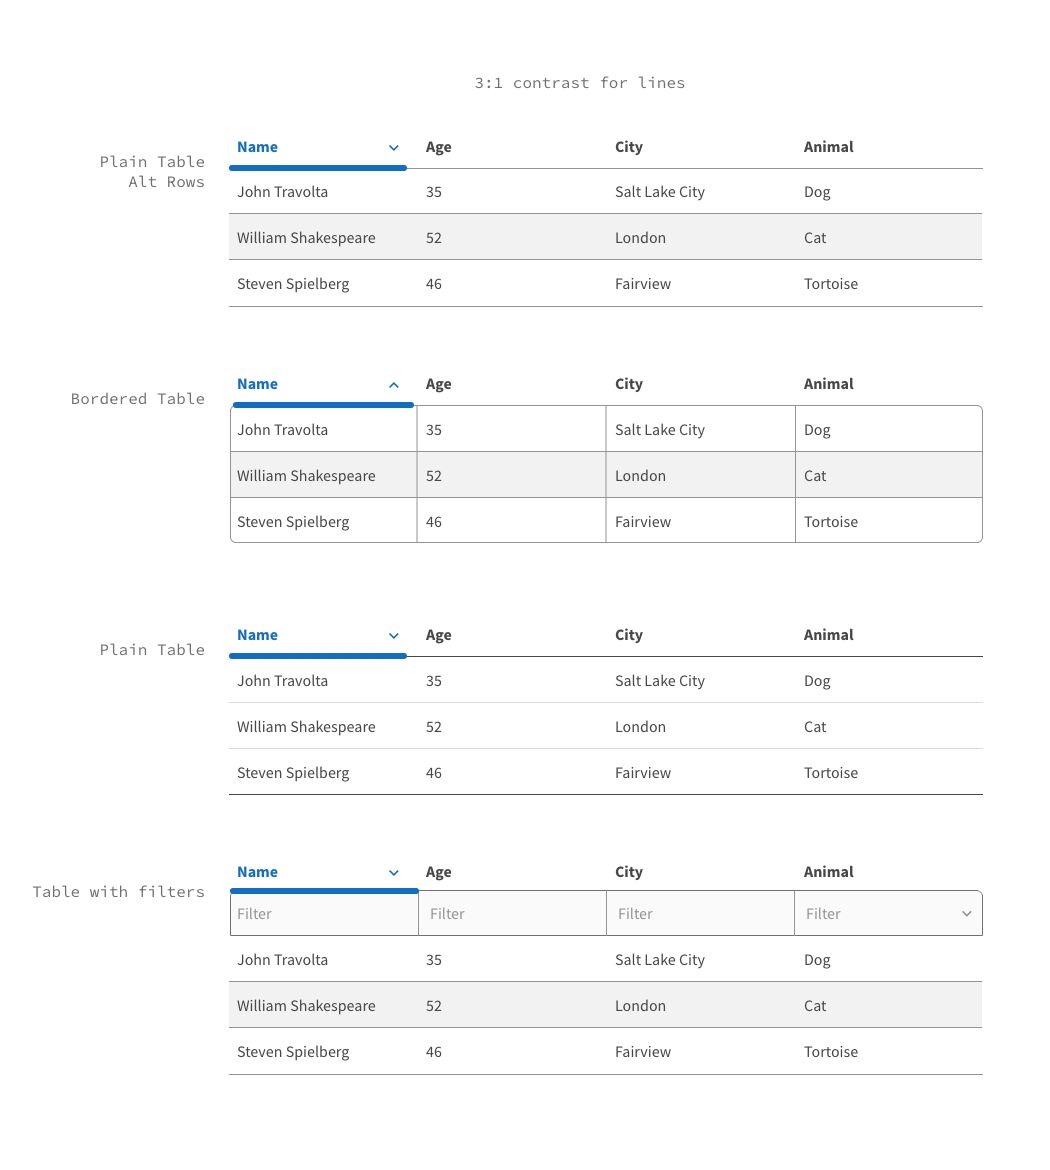 3:1 contrast for lines
Plain Table
Alt Rows
Name Age City Animal
John Travolta 35 Salt Lake City Dog
William Shakespeare 52 London Cat
Steven Spielberg 46 Fairview Tortoise
Bordered Table
Name Age City Animal
John Travolta 35 Salt Lake City Dog
William Shakespeare 52 London Cat
Steven Spielberg 46 Fairview Tortoise
Plain Table
Name Age City Animal
John Travolta 35 Salt Lake City Dog
William Shakespeare 52 London Cat
Steven Spielberg 46 Fairview Tortoise
Table with filters
Name Age City Animal
Filter Filter Filter Filter
John Travolta 35 Salt Lake City Dog
William Shakespeare 52 London Cat
Steven Spielberg 46 Fairview Tortoise